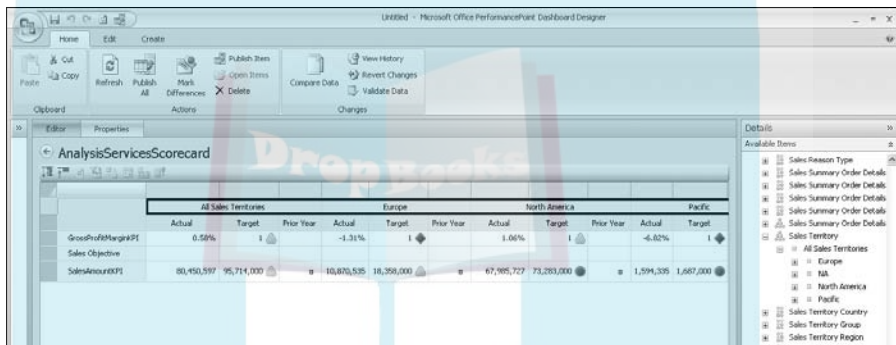 Untitled - Microsoft Office PerformancePoint Dashboard Designer
Home Edit Create
Paste
Cut
Copy
Clipboard
Refresh
Publish All
Mark Differences
Publish Item
Open Items
Delete
Actions
Compare Data
View History
Revert Changes
Validate Data
Changes
Editor Properties
AnalysisServicesScorecard
DropBooks
All Sales Territories Europe North America Pacific
Actual Target Prior Year Actual Target Prior Year Actual Target Prior Year Actual Target
GrossProfitMarginKPI 0.58% 1 -1.31% 1 1.06% 1 -6.02% 1
Sales Objective
SalesAmountKPI 80,450,597 95,714,000 10,870,535 18,358,000 67,985,727 73,283,000 1,594,335 1,687,000
Details
Available Items
Sales Reason Type
Sales Summary Order Details
Sales Summary Order Details
Sales Summary Order Details
Sales Summary Order Details
Sales Territory
All Sales Territories
Europe
NA
North America
Pacific
Sales Territory Country
Sales Territory Group
Sales Territory Region